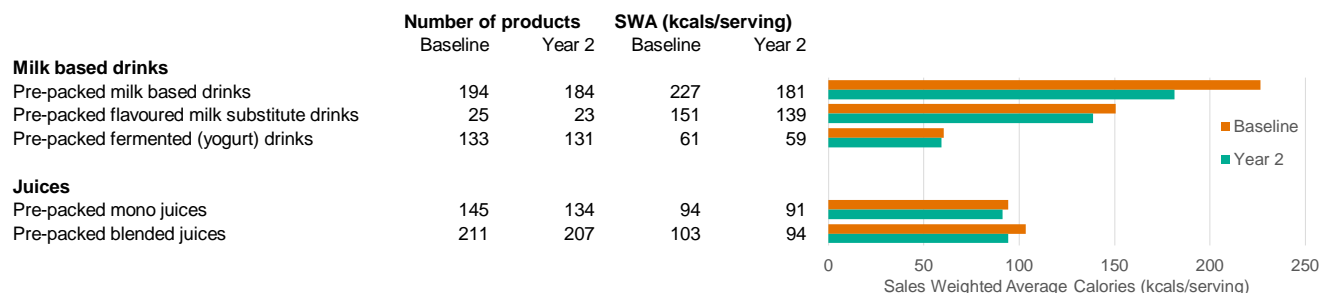 Number of products SWA (kcals/serving)
Baseline Year 2 Baseline Year 2
Milk based drinks
Pre-packed milk based drinks 194 184 227 181
Pre-packed flavoured milk substitute drinks 25 23 151 139
Pre-packed fermented (yogurt) drinks 133 131 61 59
Juices
Pre-packed mono juices 145 134 94 91
Pre-packed blended juices 211 207 103 94
Baseline
Year 2
0 50 100 150 200 250
Sales Weighted Average Calories (kcals/serving)